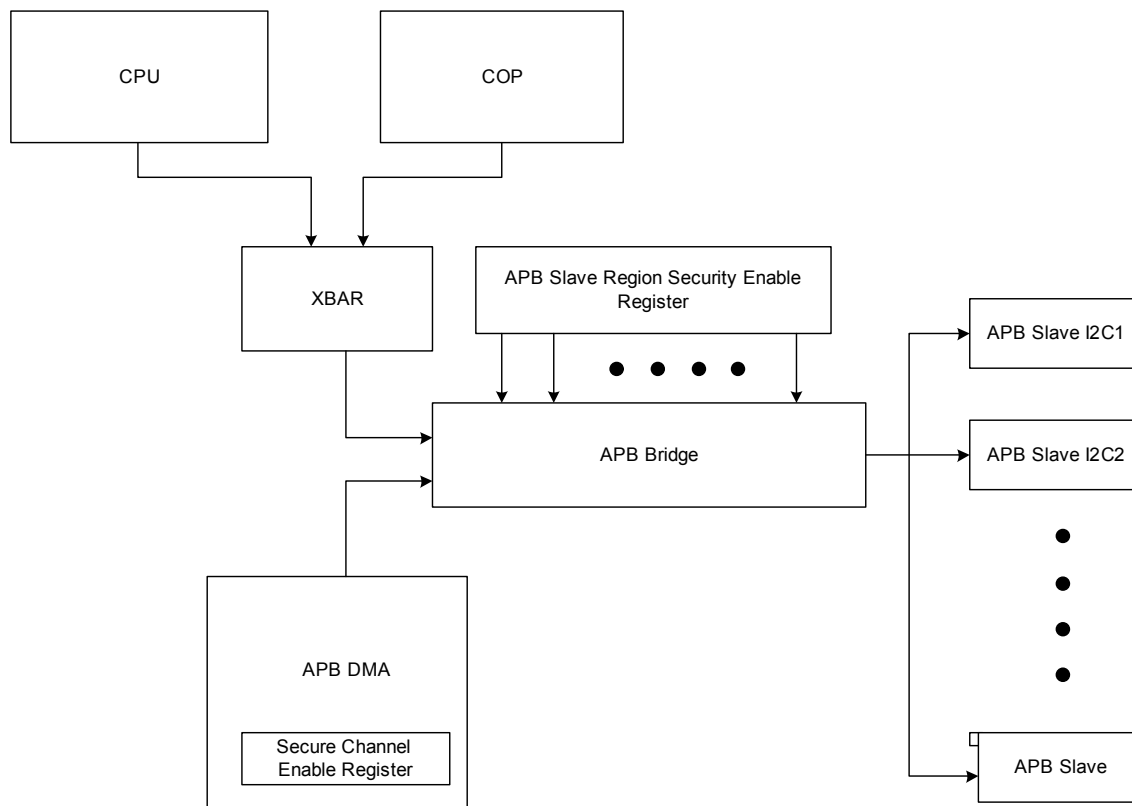 CPU
COP
XBAR
APB Slave Region Security Enable
Register
APB Slave I2C1
APB Bridge
APB Slave I2C2
APB DMA
Secure Channel
Enable Register
APB Slave